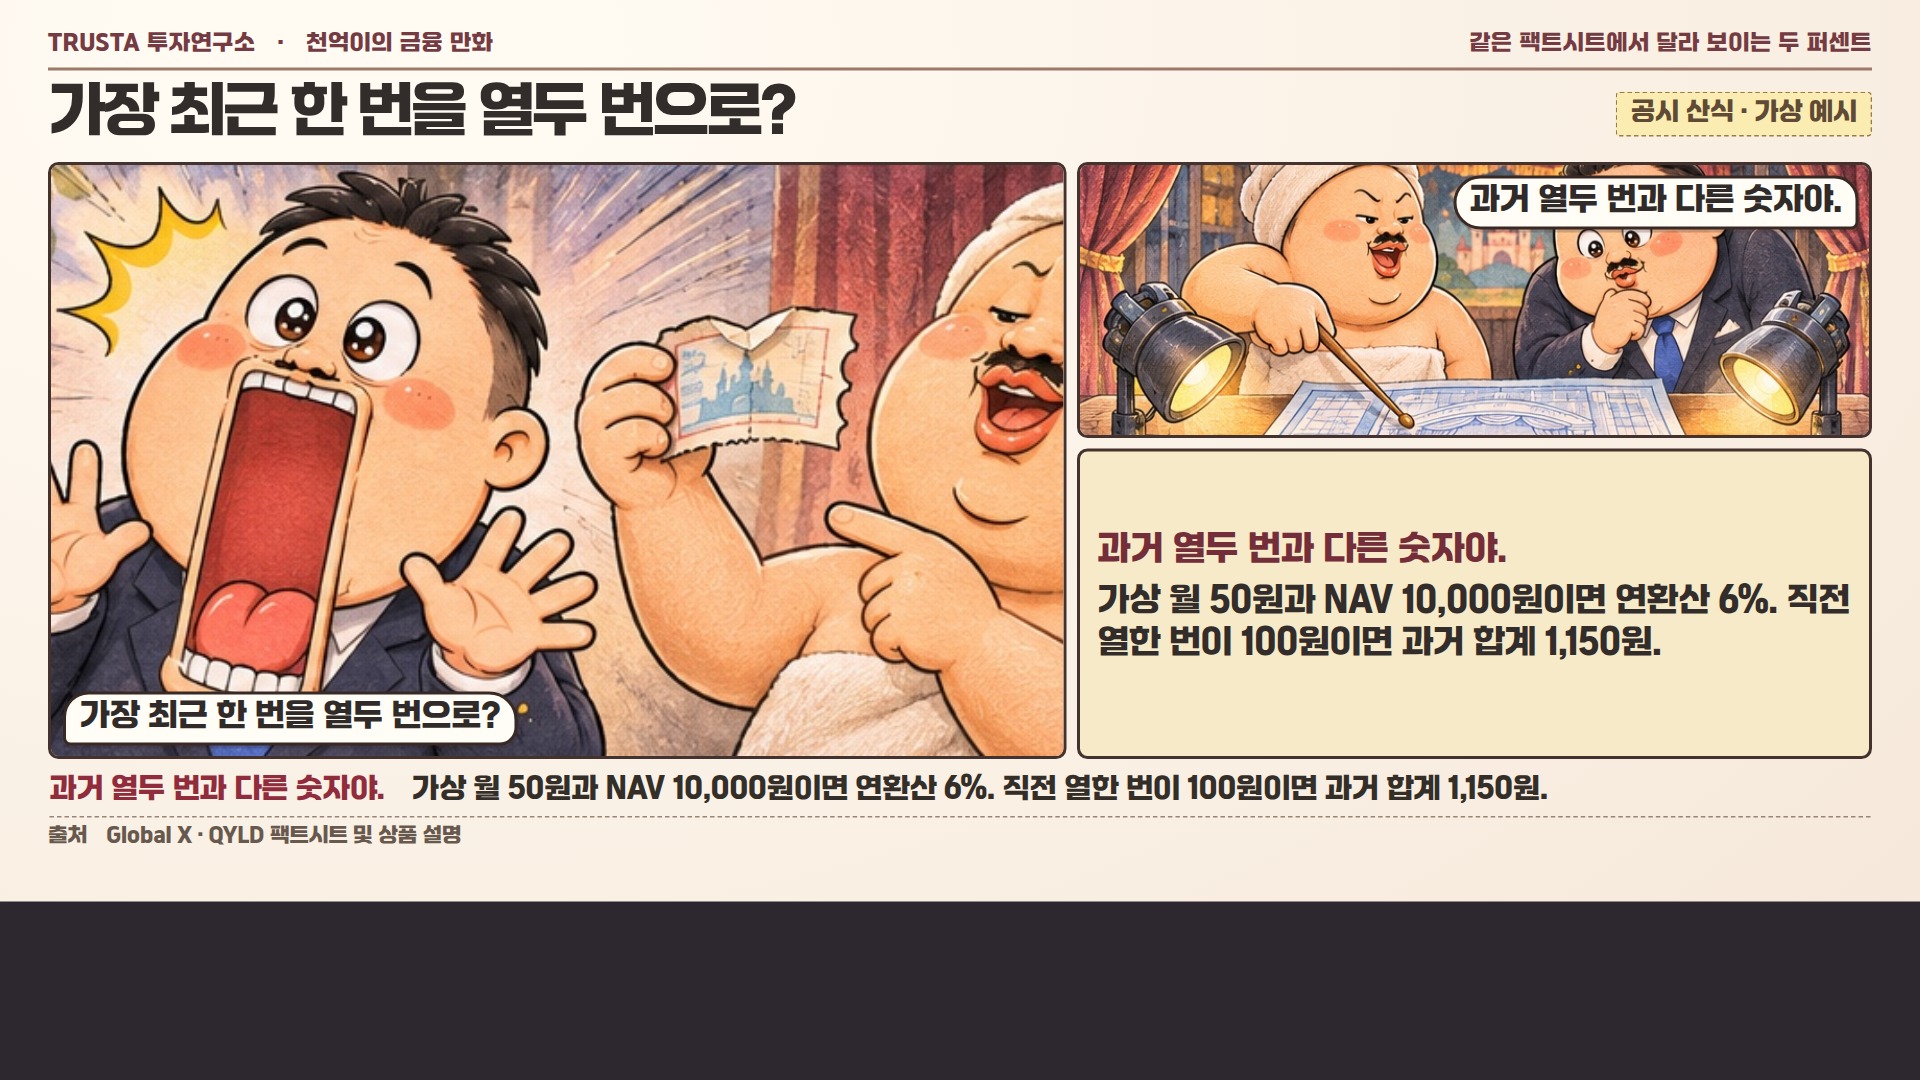 TRUSTA 투자연구소 · 천억이의 금융 만화
같은 팩트시트에서 달라 보이는 두 퍼센트
가장 최근 한 번을 열두 번으로?
공시 산식 · 가상 예시
과거 열두 번과 다른 숫자야.
가장 최근 한 번을 열두 번으로?
과거 열두 번과 다른 숫자야.
가상 월 50원과 NAV 10,000원이면 연환산 6%. 직전
열한 번이 100원이면 과거 합계 1,150원.
과거 열두 번과 다른 숫자야. 가상 월 50원과 NAV 10,000원이면 연환산 6%. 직전 열한 번이 100원이면 과거 합계 1,150원.
출처 Global X · QYLD 팩트시트 및 상품 설명